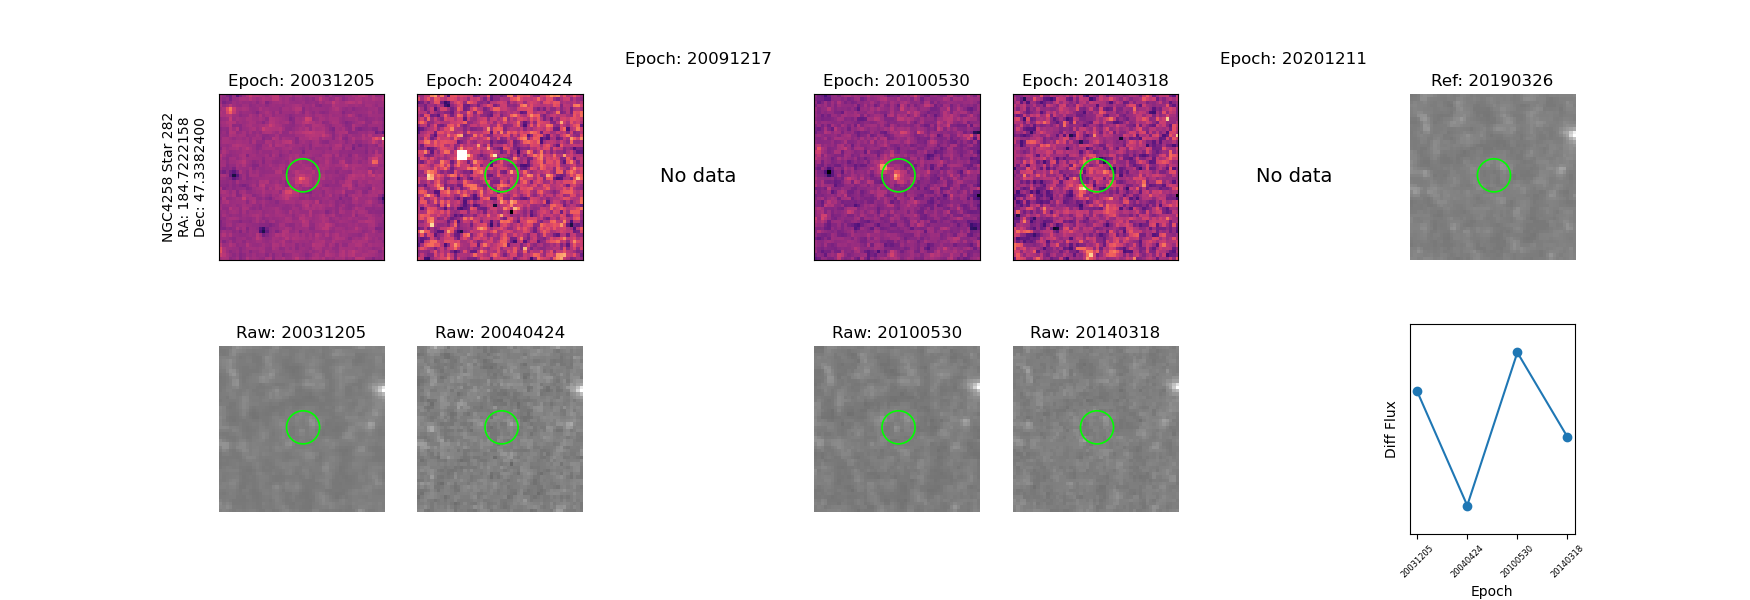 Epoch: 20091217
Epoch: 20201211
Epoch: 20031205
Epoch: 20040424
Epoch: 20100530
Epoch: 20140318
Ref: 20190326
NGC4258 Star 282
RA: 184.7222158
Dec: 47.3382400
No data
No data
Raw: 20031205
Raw: 20040424
Raw: 20100530
Raw: 20140318
Diff Flux
20031205
20040424
20100530
20140318
Epoch